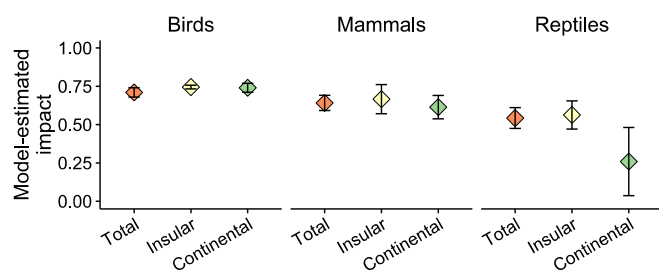 Birds
Mammals
Reptiles
Model-estimated
impact
1.00
0.75
0.50
0.25
0.00
Total
Insular
Continental
Total
Insular
Continental
Total
Insular
Continental